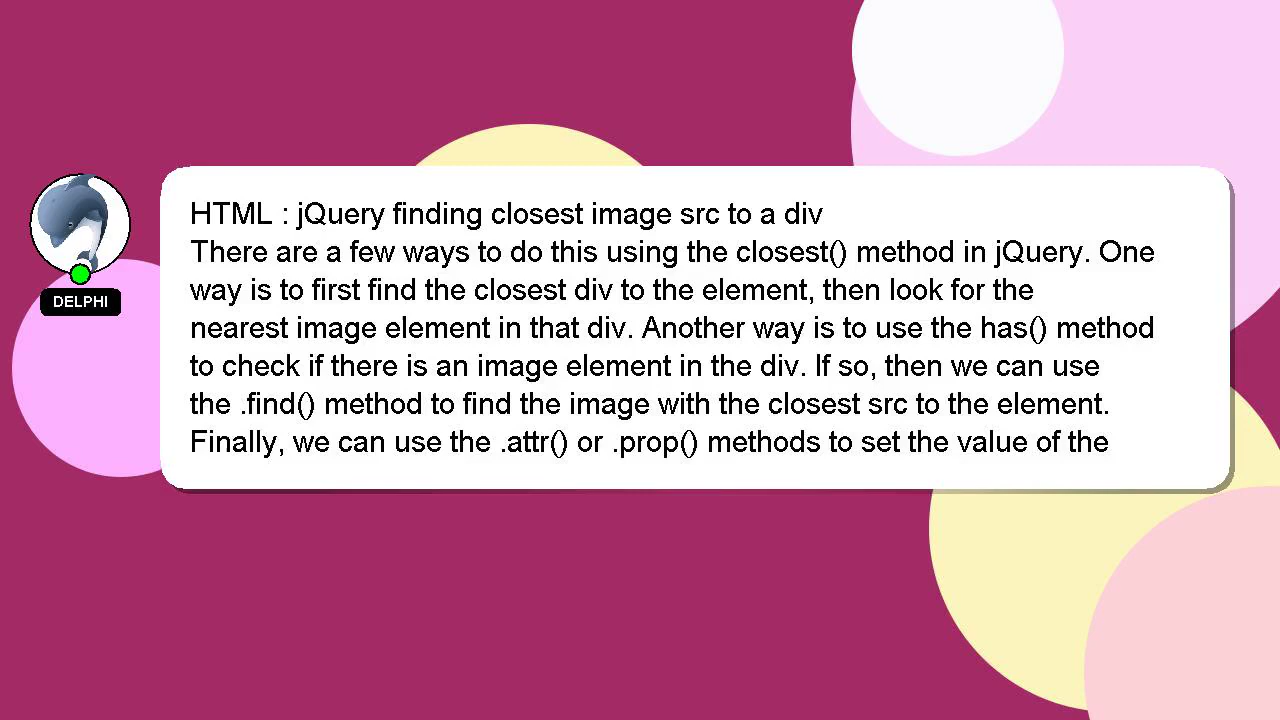 HTML : jQuery finding closest image src to a div
There are a few ways to do this using the closest() method in jQuery. One
way is to first find the closest div to the element, then look for the
nearest image element in that div. Another way is to use the has() method
to check if there is an image element in the div. If so, then we can use
the .find() method to find the image with the closest src to the element.
Finally, we can use the .attr() or .prop() methods to set the value of the
DELPHI